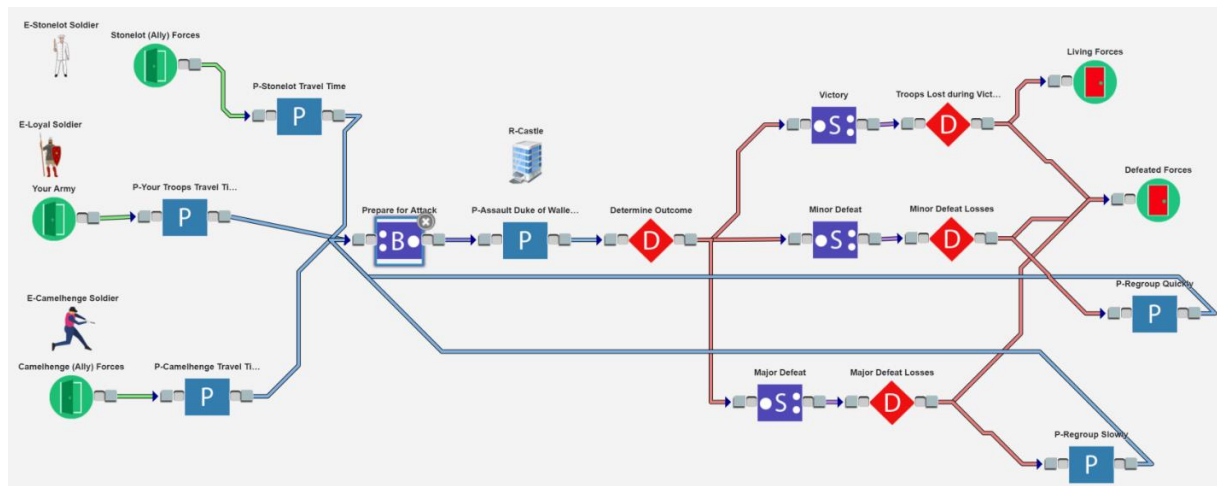 E-Stonelot Soldier
Stonelot (Ally) Forces
Living Forces
P-Stonelot Travel Time
P
Victory
S
Troops Lost during Vict...
D
E-Loyal Soldier
R-Castle
Your Army
P-Your Troops Travel Ti...
P
Defeated Forces
Prepare for Attack
B
P-Assault Duke of Walle...
P
Determine Outcome
D
Minor Defeat
S
Minor Defeat Losses
D
E-Camelhenge Soldier
P-Regroup Quickly
P
Camelhenge (Ally) Forces
P-Camelhenge Travel Ti...
P
Major Defeat
S
Major Defeat Losses
D
P-Regroup Slowly
P